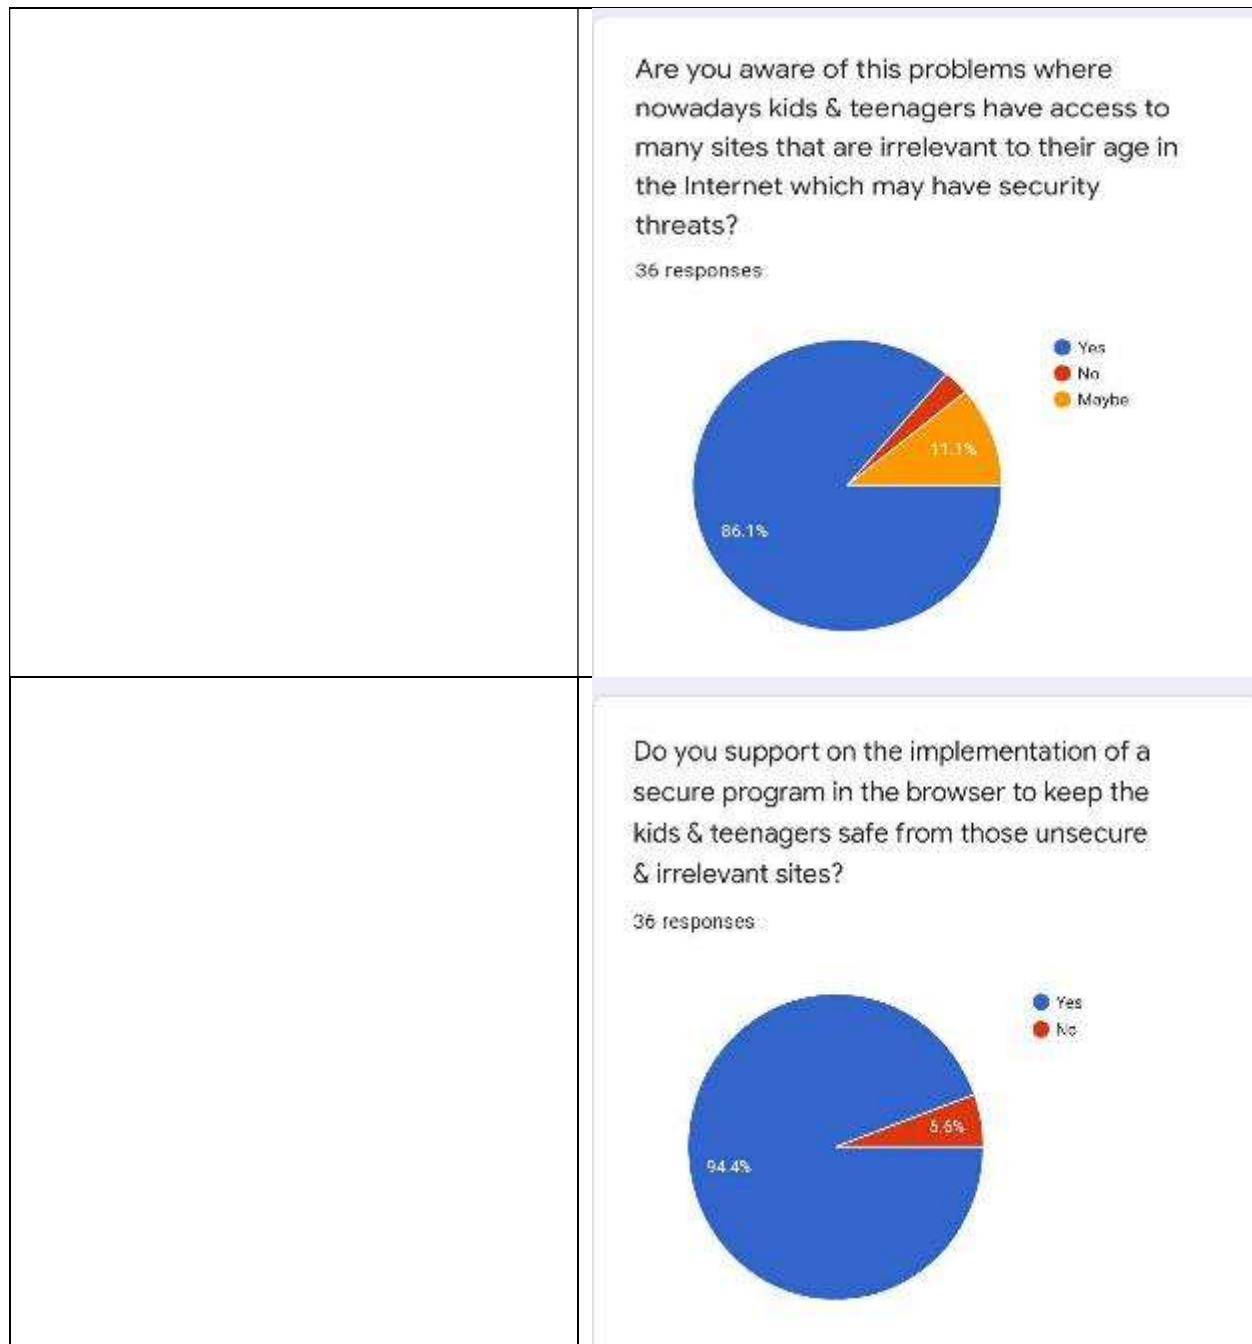 Are you aware of this problems where
nowadays kids & teenagers have access to
many sites that are irrelevant to their age in
the Internet which may have security
threats?
36 responses
Yes
No
Maybe
11.1%
86.1%
Do you support on the implementation of a
secure program in the browser to keep the
kids & teenagers safe from those unsecure
& irrelevant sites?
36 responses
Yes
No
5.6%
94.4%